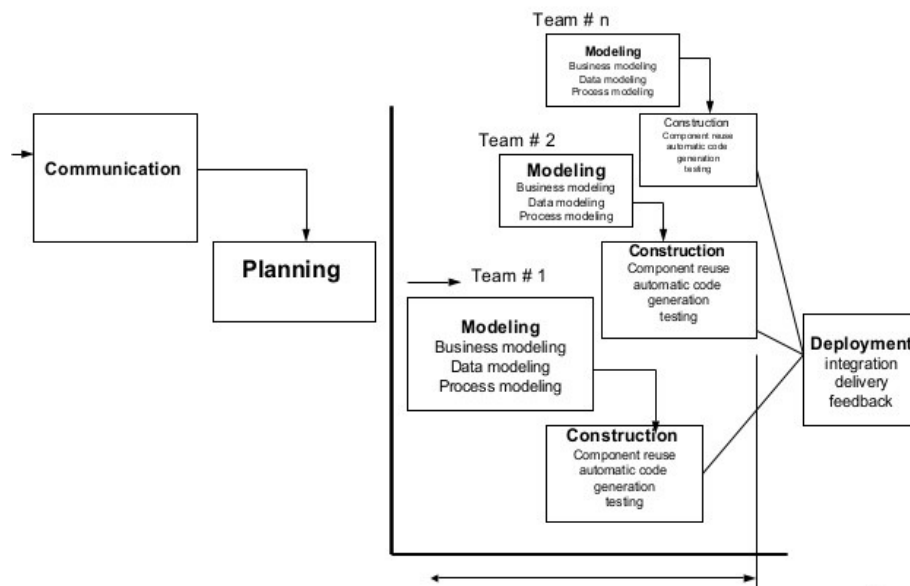 Team # n
Modeling
Business modeling
Data modeling
Process modeling
Construction
Component reuse
automatic code
generation
testing
Team # 2
Modeling
Business modeling
Data modeling
Process modeling
Construction
Component reuse
automatic code
generation
testing
Communication
Planning
Team # 1
Modeling
Business modeling
Data modeling
Process modeling
Construction
Component reuse
automatic code
generation
testing
Deployment
integration
delivery
feedback